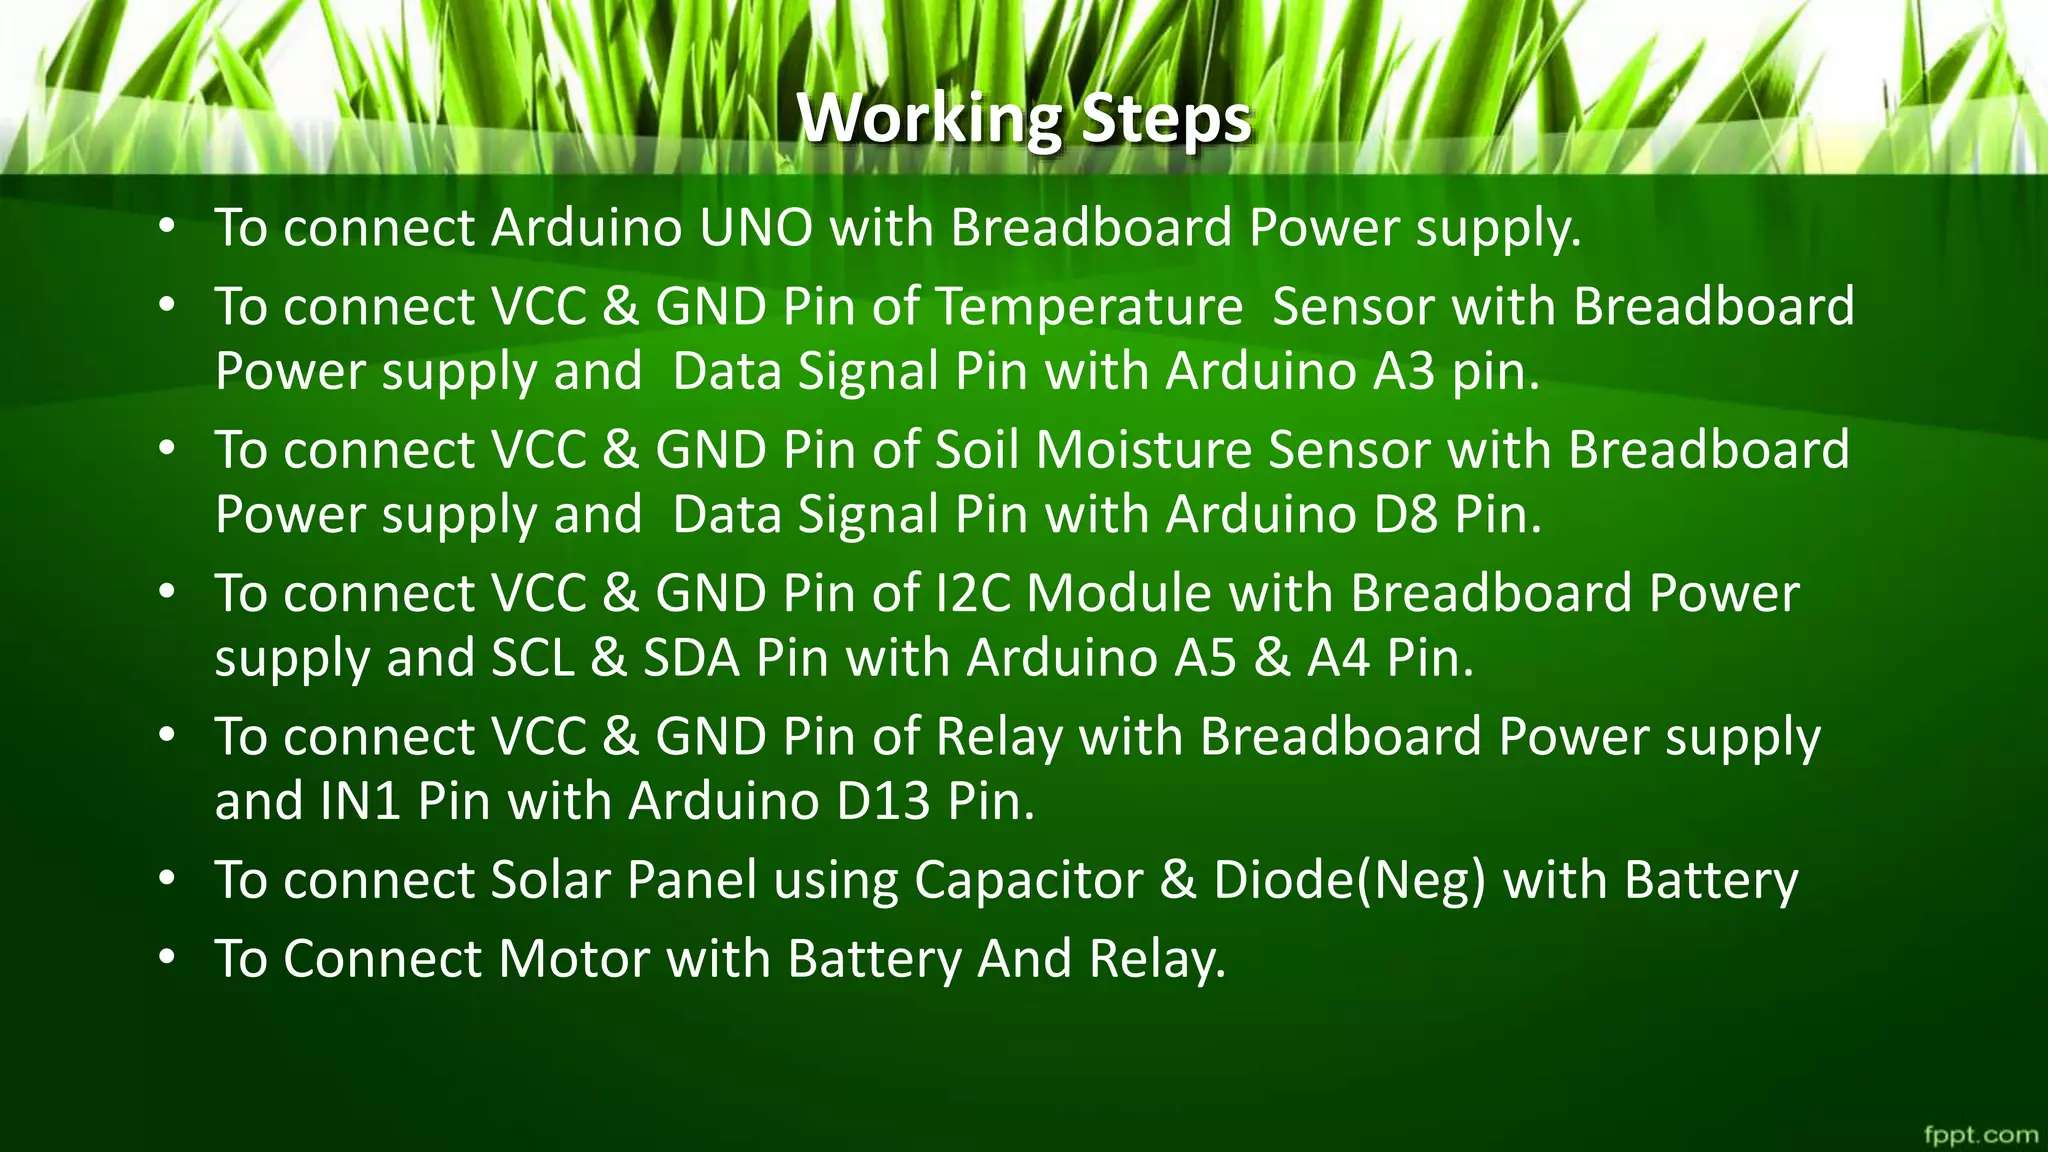 Working Steps
• To connect Arduino UNO with Breadboard Power supply.
• To connect VCC & GND Pin of Temperature  Sensor with Breadboard
Power supply and  Data Signal Pin with Arduino A3 pin.
• To connect VCC & GND Pin of Soil Moisture Sensor with Breadboard
Power supply and  Data Signal Pin with Arduino D8 Pin.
• To connect VCC & GND Pin of I2C Module with Breadboard Power
supply and SCL & SDA Pin with Arduino A5 & A4 Pin.
• To connect VCC & GND Pin of Relay with Breadboard Power supply
and IN1 Pin with Arduino D13 Pin.
• To connect Solar Panel using Capacitor & Diode(Neg) with Battery
• To Connect Motor with Battery And Relay.
fppt.com